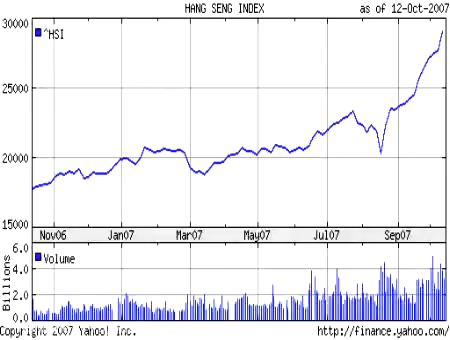 HANG SENG INDEX as of 12-Oct-2007
30000
^HSI
25000
20000
15000
Nov06 Jan07 Mar07 May07 Jul07 Sep07
6.0
Volume
4.0
Billions
2.0
0.0
Copyright 2007 Yahoo! Inc. http://finance.yahoo.com/